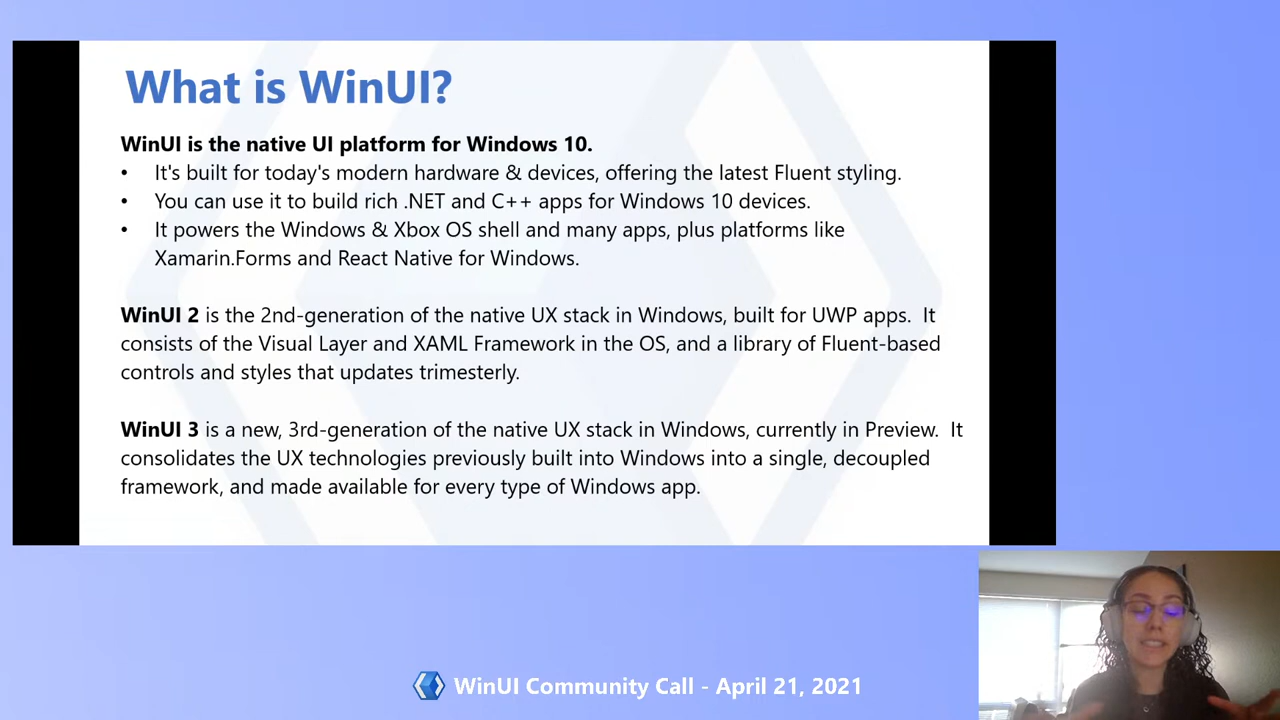 What is WinUI?
WinUI is the native UI platform for Windows 10.
• It's built for today's modern hardware & devices, offering the latest Fluent styling.
• You can use it to build rich .NET and C++ apps for Windows 10 devices.
• It powers the Windows & Xbox OS shell and many apps, plus platforms like
Xamarin.Forms and React Native for Windows.
WinUI 2 is the 2nd-generation of the native UX stack in Windows, built for UWP apps. It
consists of the Visual Layer and XAML Framework in the OS, and a library of Fluent-based
controls and styles that updates trimesterly.
WinUI 3 is a new, 3rd-generation of the native UX stack in Windows, currently in Preview. It
consolidates the UX technologies previously built into Windows into a single, decoupled
framework, and made available for every type of Windows app.
WinUI Community Call - April 21, 2021